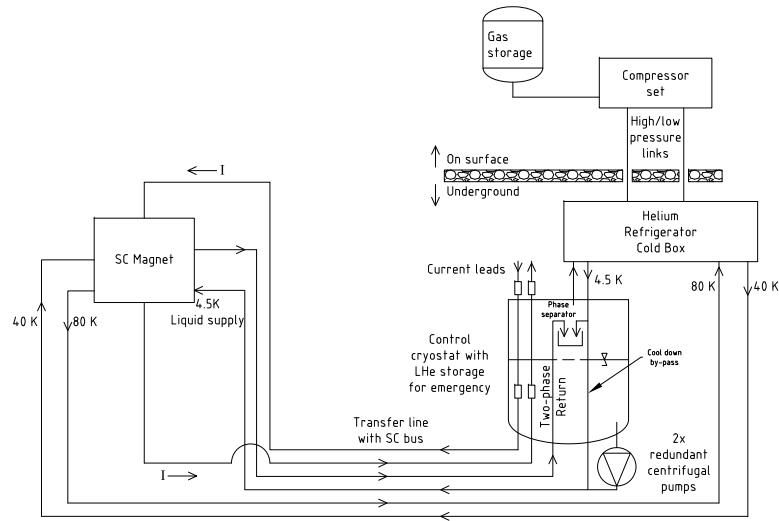 Gas
storage
Compressor
set
High/low
pressure
links
On surface
Underground
I
Helium
Refrigerator
Cold Box
SC Magnet
Current leads
4.5 K
80 K
40 K
Phase
separator
4.5K
Liquid supply
40 K
80 K
Control
cryostat with
LHe storage
for emergency
Cool down
by-pass
Two-phase
Return
Transfer line
with SC bus
2x
redundant
centrifugal
pumps
I